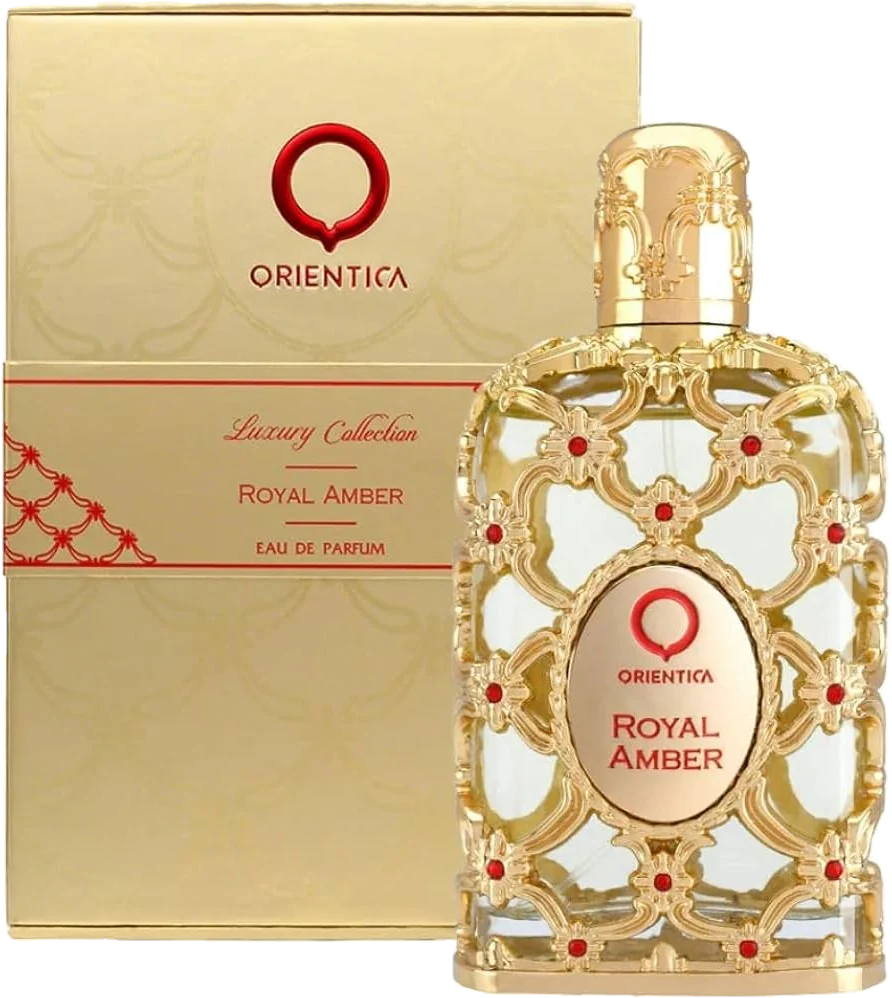 ORIENTICA
Luxury Collection
ROYAL AMBER
EAU DE PARFUM
ORIENTICA
ROYAL
AMBER